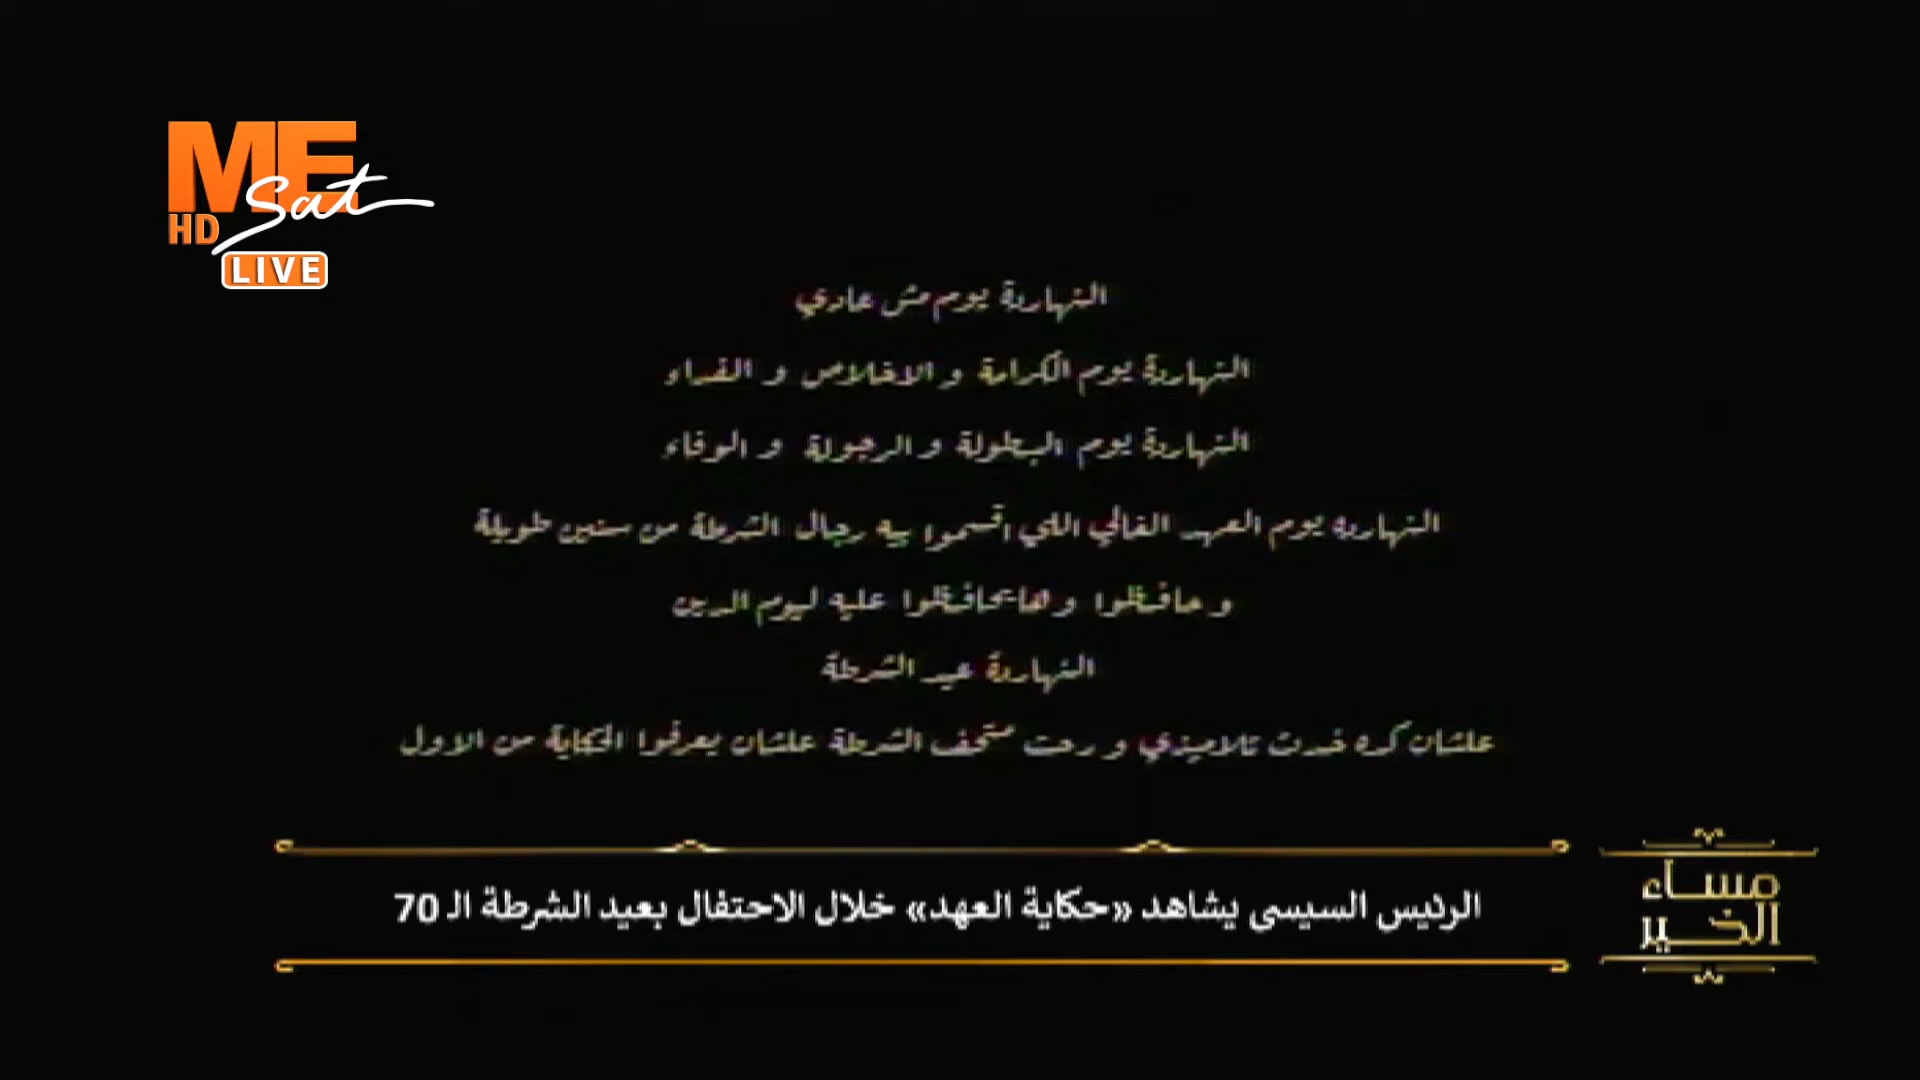 ME
Sat
HD
LIVE
النهاردة يوم مش عادي
النهاردة يوم الكرامة و الاخلاص و الفداء
النهاردة يوم البطولة و الرجولة و الوفاء
النهارده يوم العهد الغالي اللي اقسموا بيه رجال الشرطة من سنين طويلة
و حافظوا و هايحافظوا عليه ليوم الدين
النهاردة عيد الشرطة
علشان كده خدت تلاميذي و رحت متحف الشرطة علشان يعرفوا الحكاية من الاول
الرئيس السيسى يشاهد «حكاية العهد» خلال الاحتفال بعيد الشرطة الـ 70
مساء
الخير